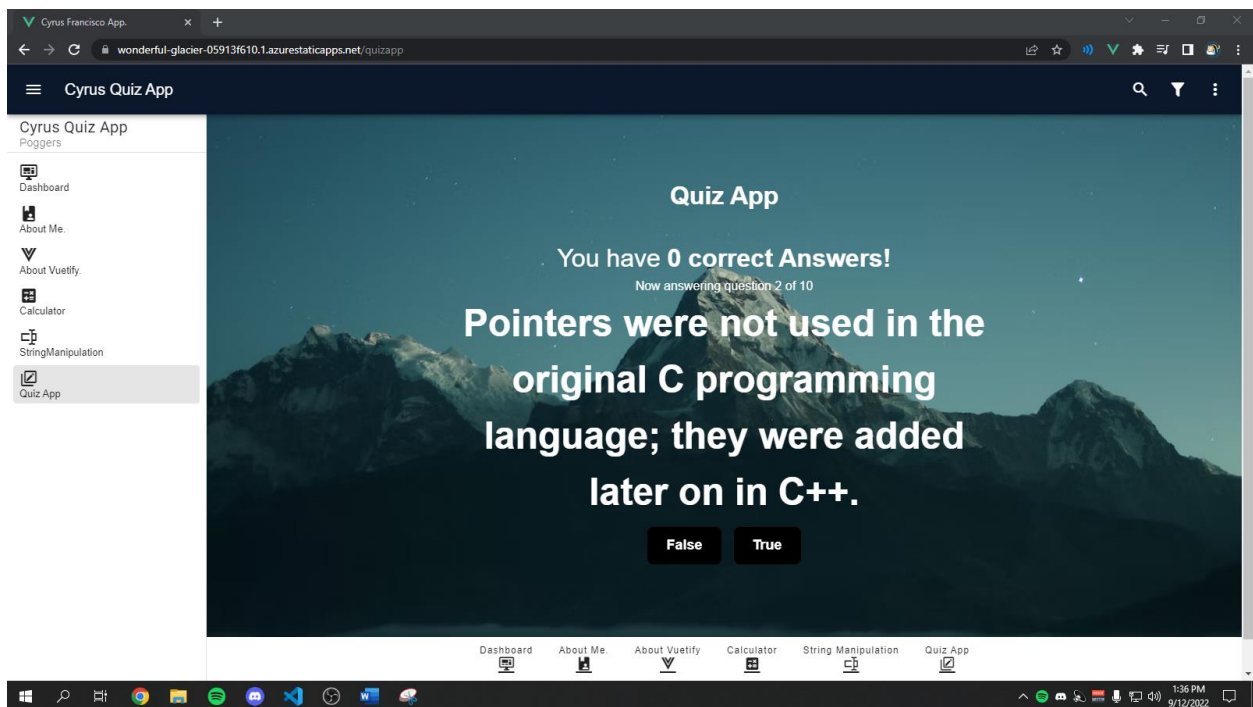 Cyrus Francisco App.
wonderful-glacier-05913f610.1.azurestaticapps.net/quizapp
Cyrus Quiz App
Cyrus Quiz App
Poggers
Dashboard
About Me.
About Vuetify.
Calculator
StringManipulation
Quiz App
Quiz App
You have 0 correct Answers!
Now answering question 2 of 10
Pointers were not used in the
original C programming
language; they were added
later on in C++.
False True
Dashboard About Me. About Vuetify Calculator String Manipulation Quiz App
1:36 PM
9/12/2022